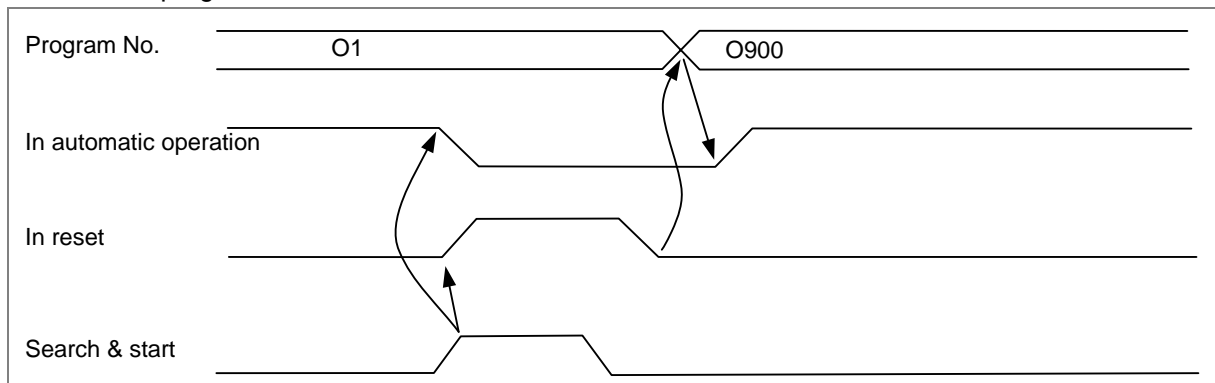 Program No.
O1
O900
In automatic operation
In reset
Search & start